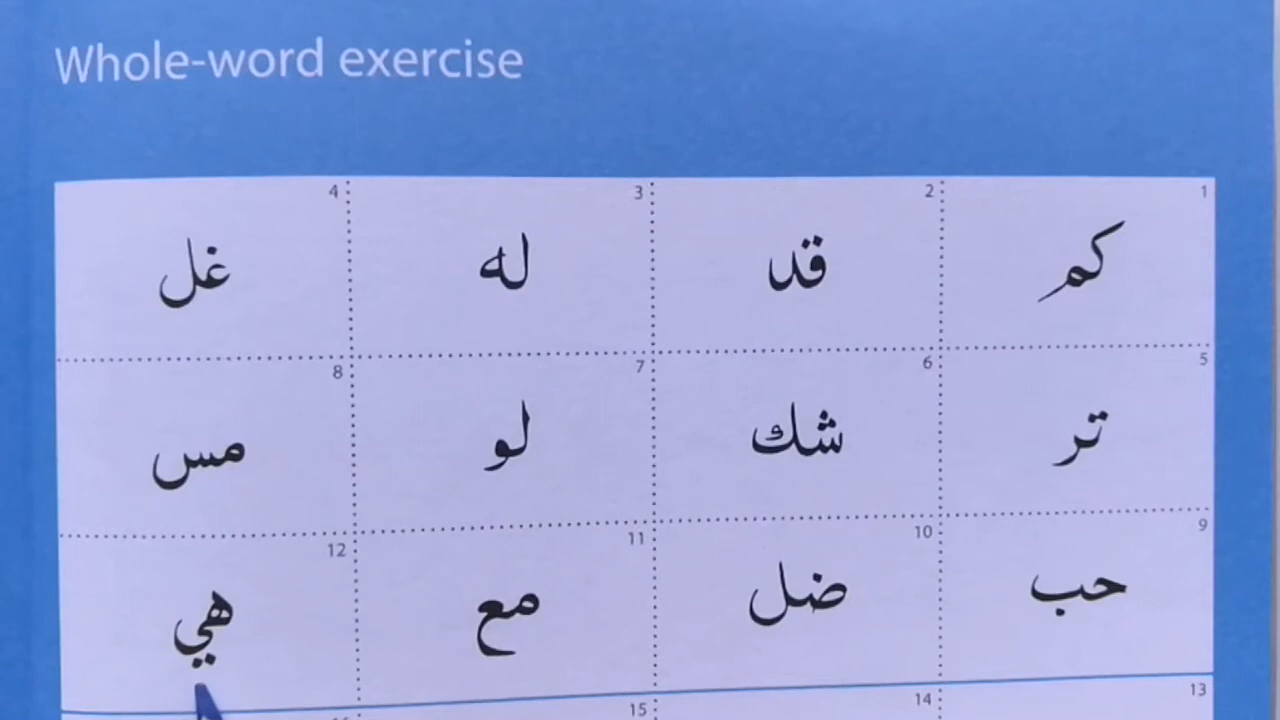 Whole-word exercise
1 2 3 4
كم قد له غل
5 6 7 8
تر شك لو مس
9 10 11 12
حب ضل مع هي
13 14 15